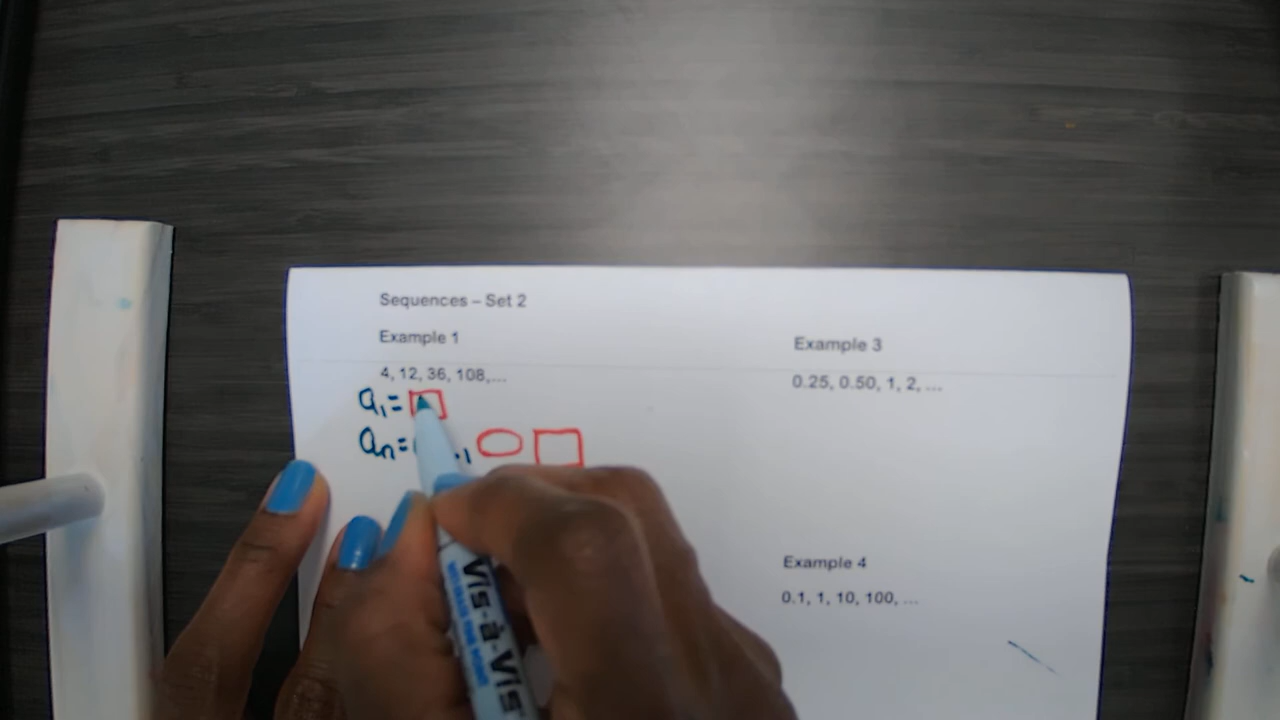 Sequences – Set 2
Example 1
4, 12, 36, 108,...
a₁ =
aₙ =
Example 3
0.25, 0.50, 1, 2, ...
Example 4
0.1, 1, 10, 100, ...
Vis-à-Vis